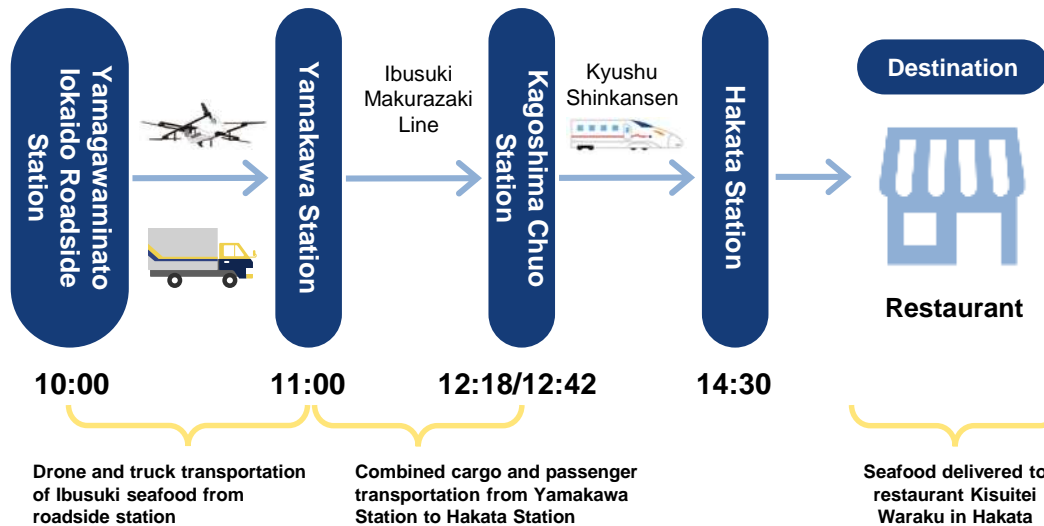 Yamagawaminato
Iokaido Roadside
Station
Yamakawa Station
Ibusuki
Makurazaki
Line
Kagoshima Chuo
Station
Kyushu
Shinkansen
Hakata Station
Destination
Restaurant
10:00
11:00
12:18/12:42
14:30
Drone and truck transportation
of Ibusuki seafood from
roadside station
Combined cargo and passenger
transportation from Yamakawa
Station to Hakata Station
Seafood delivered to
restaurant Kisuitei
Waraku in Hakata